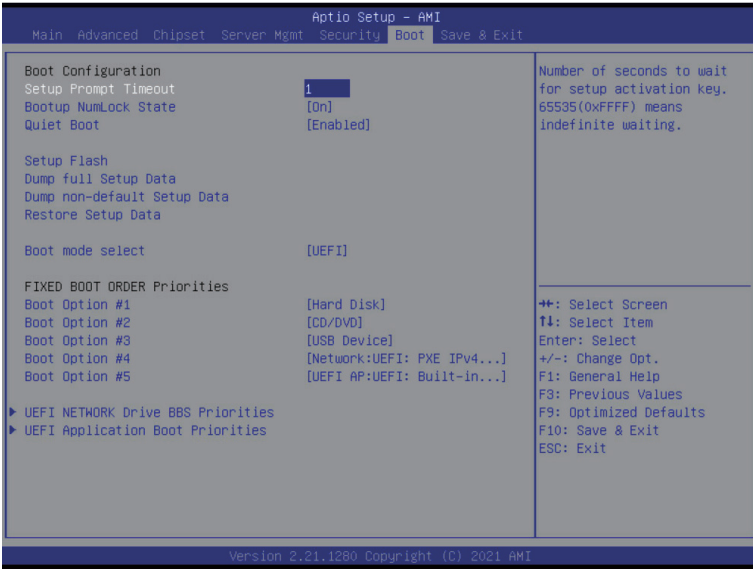 Aptio Setup – AMI
Main Advanced Chipset Server Mgmt Security Boot Save & Exit
Boot Configuration
Setup Prompt Timeout 1
Bootup NumLock State [On]
Quiet Boot [Enabled]
Setup Flash
Dump full Setup Data
Dump non-default Setup Data
Restore Setup Data
Boot mode select [UEFI]
FIXED BOOT ORDER Priorities
Boot Option #1 [Hard Disk]
Boot Option #2 [CD/DVD]
Boot Option #3 [USB Device]
Boot Option #4 [Network:UEFI: PXE IPv4...]
Boot Option #5 [UEFI AP:UEFI: Built-in...]
UEFI NETWORK Drive BBS Priorities
UEFI Application Boot Priorities
Number of seconds to wait
for setup activation key.
65535(0xFFFF) means
indefinite waiting.
→←: Select Screen
↑↓: Select Item
Enter: Select
+/-: Change Opt.
F1: General Help
F3: Previous Values
F9: Optimized Defaults
F10: Save & Exit
ESC: Exit
Version 2.21.1280 Copyright (C) 2021 AMI